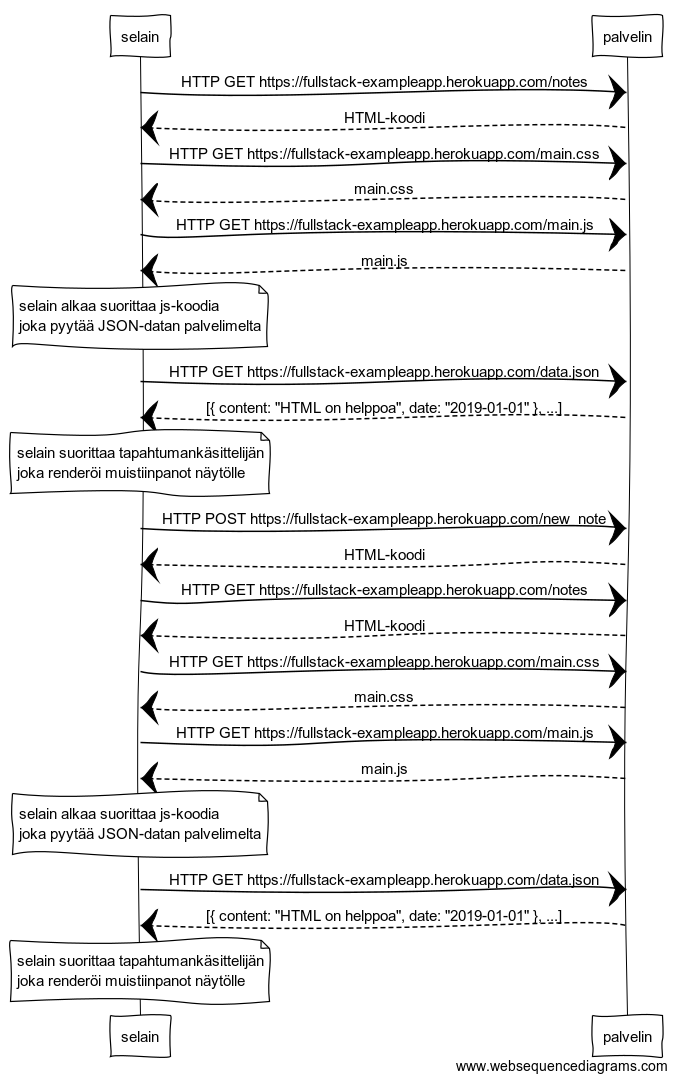 selain palvelin
HTTP GET https://fullstack-exampleapp.herokuapp.com/notes
HTML-koodi
HTTP GET https://fullstack-exampleapp.herokuapp.com/main.css
main.css
HTTP GET https://fullstack-exampleapp.herokuapp.com/main.js
main.js
selain alkaa suorittaa js-koodia
joka pyytää JSON-datan palvelimelta
HTTP GET https://fullstack-exampleapp.herokuapp.com/data.json
[{ content: "HTML on helppoa", date: "2019-01-01" }, ...]
selain suorittaa tapahtumankäsittelijän
joka renderöi muistiinpanot näytölle
HTTP POST https://fullstack-exampleapp.herokuapp.com/new_note
HTML-koodi
HTTP GET https://fullstack-exampleapp.herokuapp.com/notes
HTML-koodi
HTTP GET https://fullstack-exampleapp.herokuapp.com/main.css
main.css
HTTP GET https://fullstack-exampleapp.herokuapp.com/main.js
main.js
selain alkaa suorittaa js-koodia
joka pyytää JSON-datan palvelimelta
HTTP GET https://fullstack-exampleapp.herokuapp.com/data.json
[{ content: "HTML on helppoa", date: "2019-01-01" }, ...]
selain suorittaa tapahtumankäsittelijän
joka renderöi muistiinpanot näytölle
selain palvelin
www.websequencediagrams.com